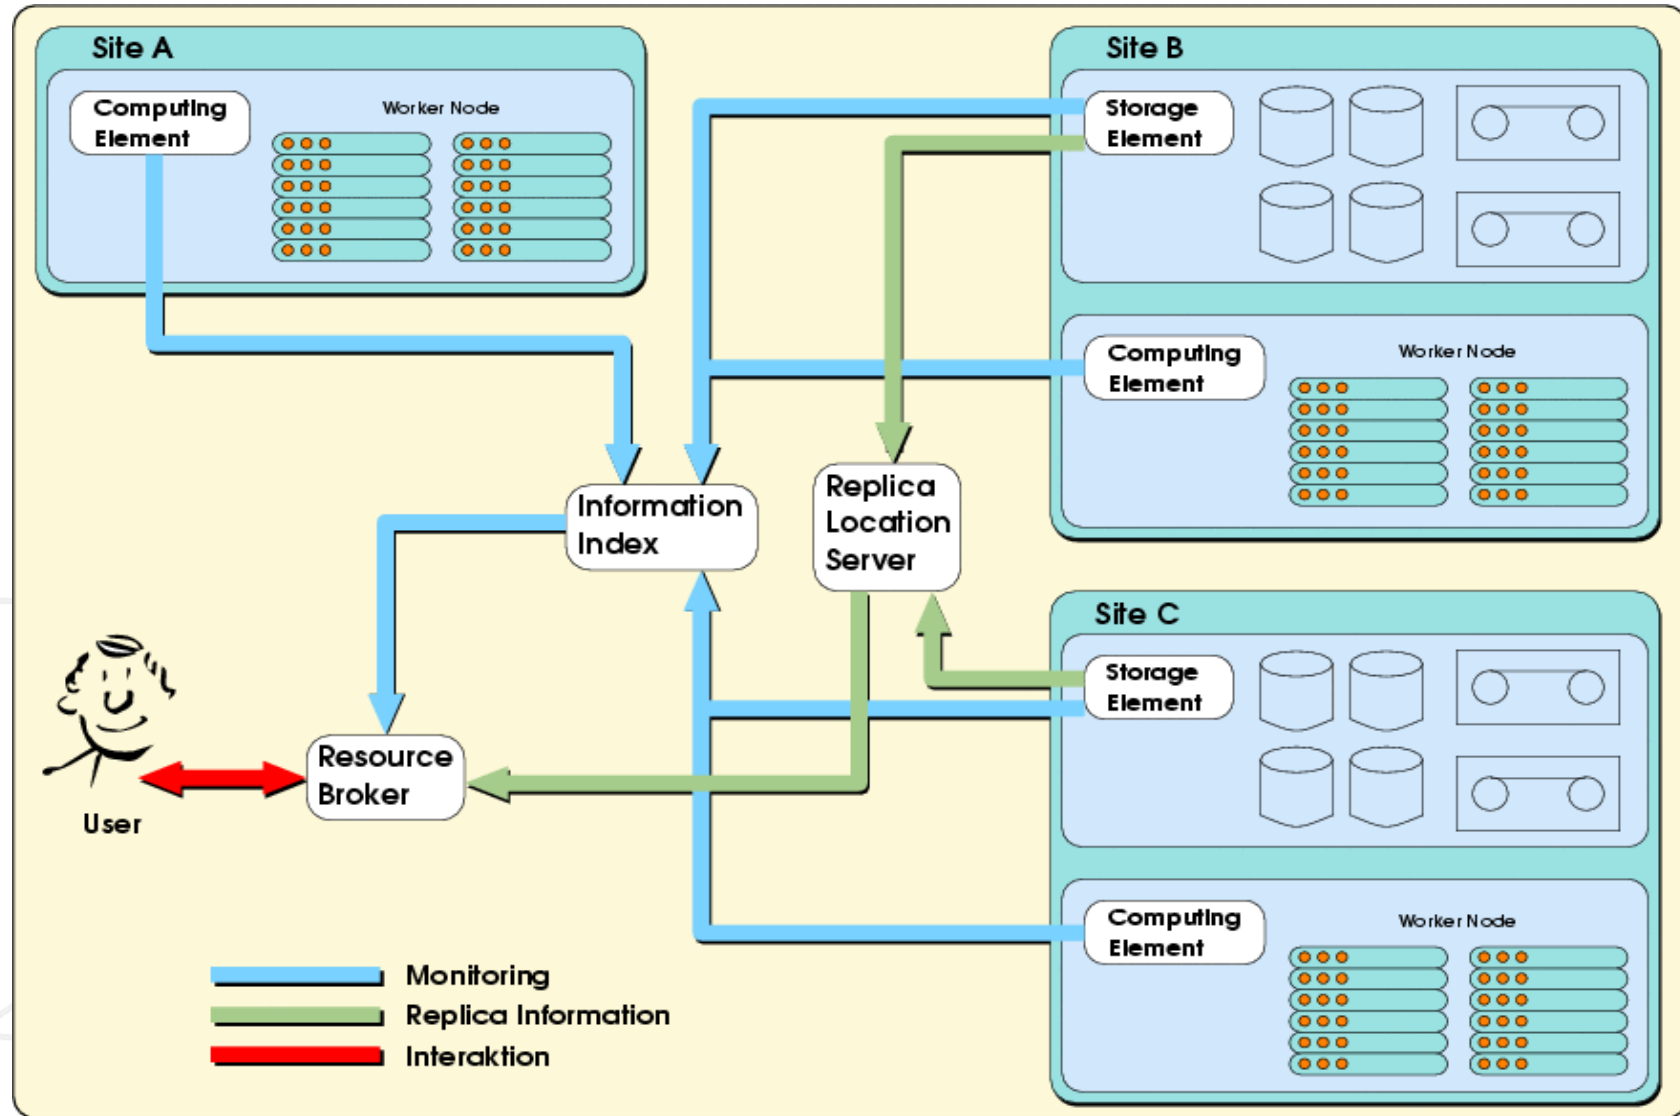 Site A
Computing
Element
Worker Node
Site B
Storage
Element
Computing
Element
Worker Node
Information
Index
Replica
Location
Server
Site C
Storage
Element
Computing
Element
Worker Node
Resource
Broker
User
Monitoring
Replica Information
Interaktion